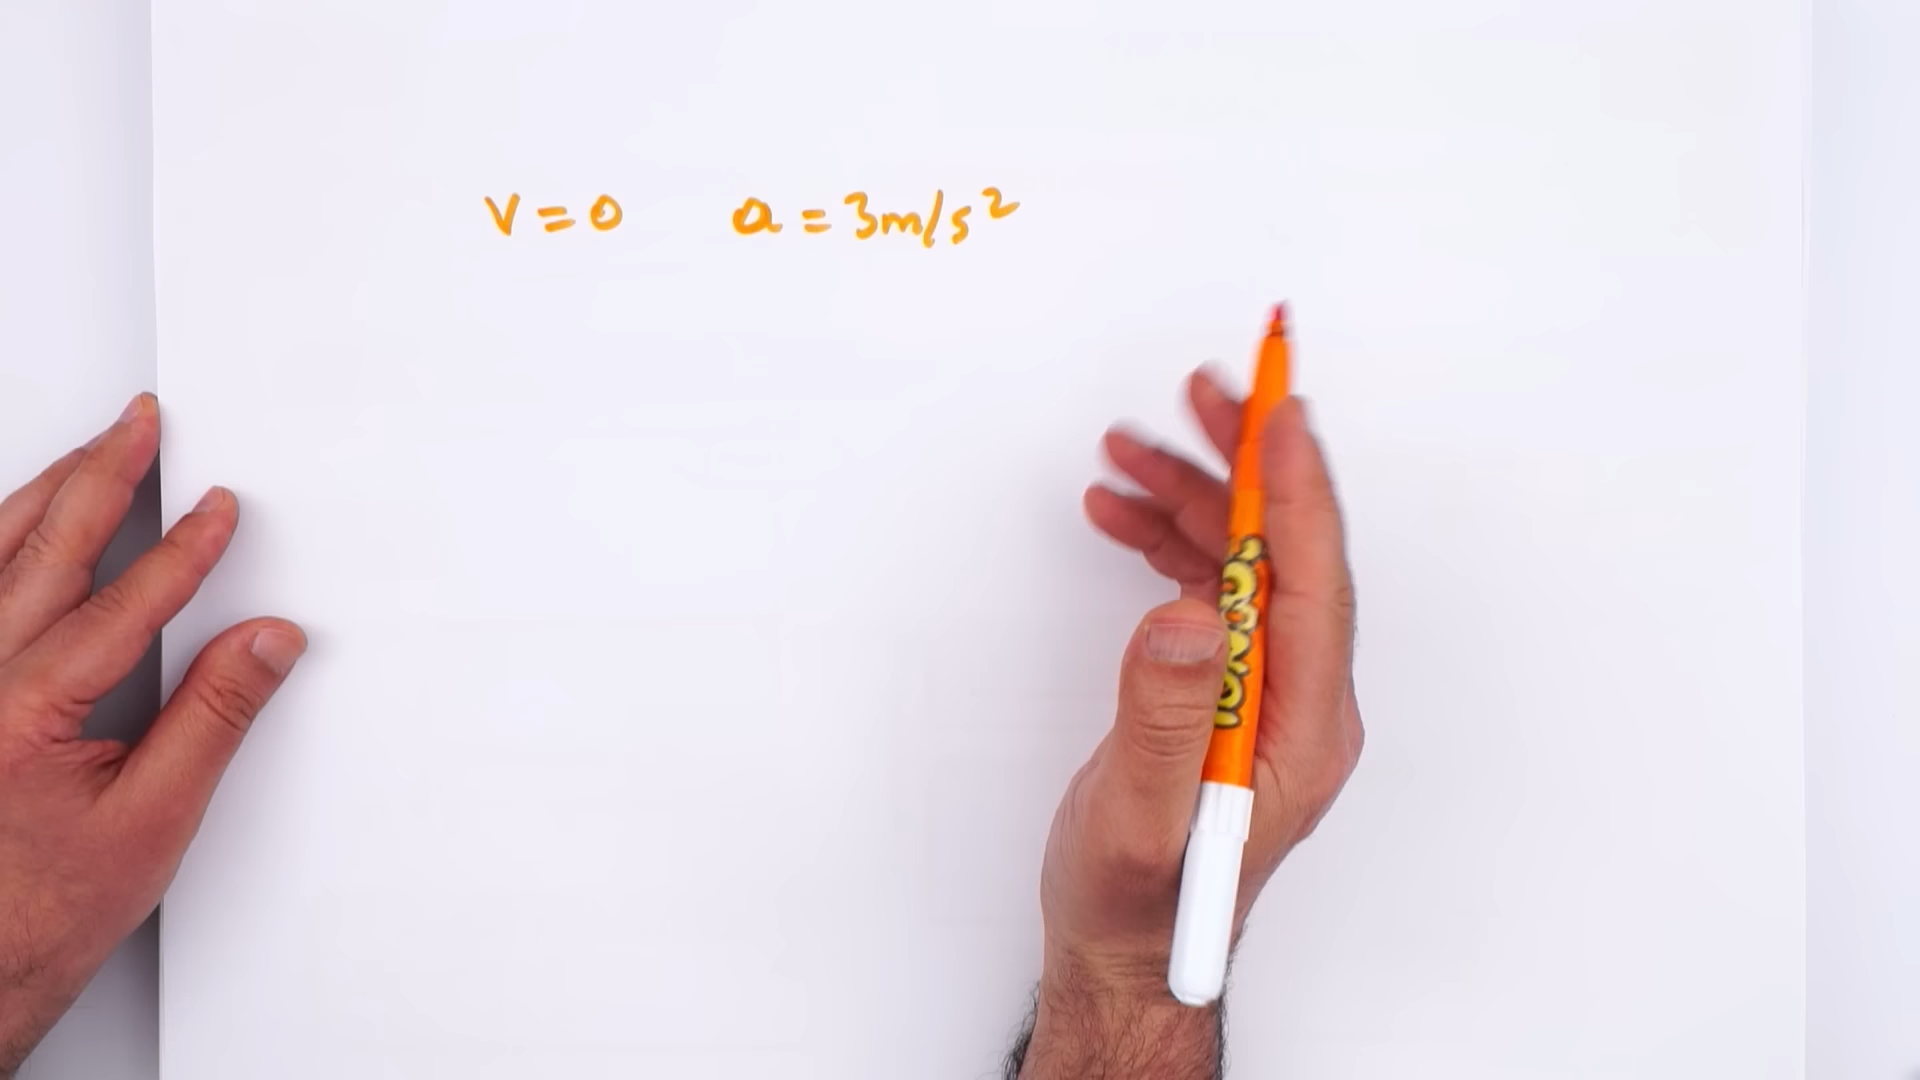 v = 0 a = 3m/s²